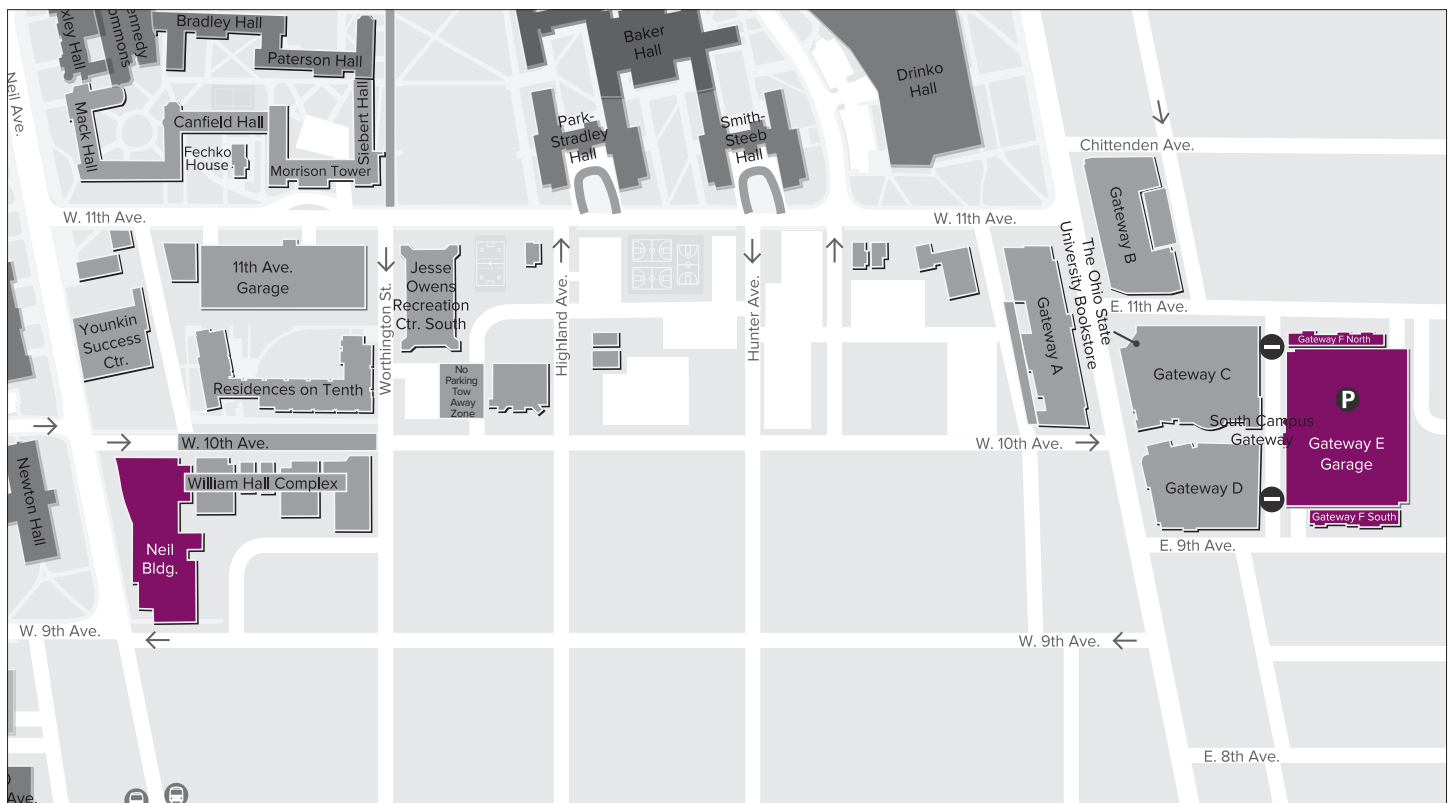 xley Hall
ennedy
ommons
Bradley Hall
Paterson Hall
Baker
Hall
Drinko
Hall
Neil Ave.
Mack Hall
Canfield Hall
Siebert Hall
Park-
Stradley
Hall
Smith-
Steeb
Hall
Chittenden Ave.
Fechko
House
Morrison Tower
W. 11th Ave.
W. 11th Ave.
Gateway B
The Ohio State
University Bookstore
11th Ave.
Garage
Jesse
Owens
Recreation
Ctr. South
Worthington St.
Highland Ave.
Hunter Ave.
Gateway A
E. 11th Ave.
Younkin
Success
Ctr.
Gateway F North
Residences on Tenth
No
Parking
Tow
Away
Zone
Gateway C
P
South Campus
Gateway
Gateway E
Garage
W. 10th Ave.
W. 10th Ave.
Newton Hall
William Hall Complex
Gateway D
Gateway F South
Neil
Bldg.
E. 9th Ave.
W. 9th Ave.
W. 9th Ave.
E. 8th Ave.
Ave.